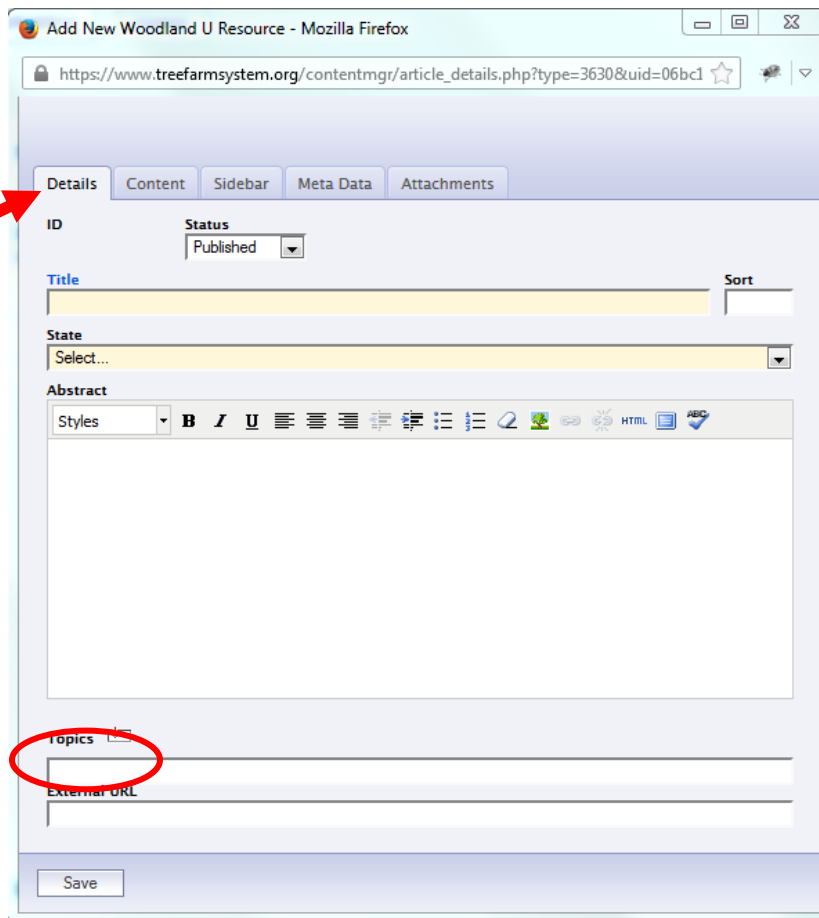 Add New Woodland U Resource - Mozilla Firefox
https://www.treefarmsystem.org/contentmgr/article_details.php?type=3630&uid=06bc1
Details Content Sidebar Meta Data Attachments
ID Status
Published
Title Sort
State
Select...
Abstract
Styles B I U HTML ABC
Topics
External URL
Save